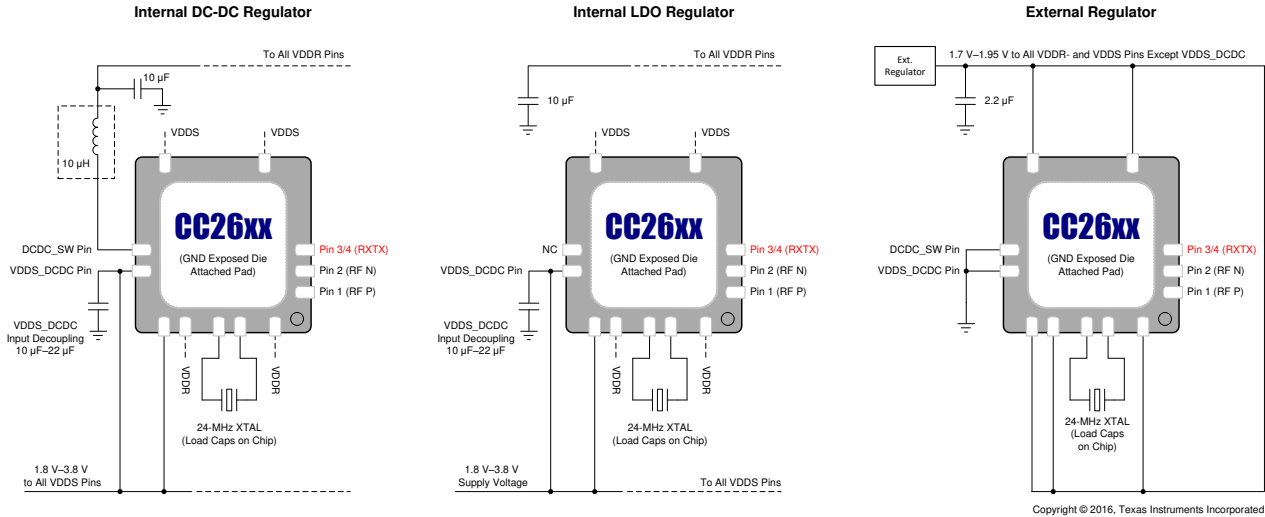 Internal DC-DC Regulator
To All VDDR Pins
10 µF
10 µH
VDDS
VDDS
CC26xx
(GND Exposed Die
Attached Pad)
DCDC_SW Pin
VDDS_DCDC Pin
Pin 3/4 (RXTX)
Pin 2 (RF N)
Pin 1 (RF P)
VDDS_DCDC
Input Decoupling
10 µF–22 µF
VDDR
VDDR
24-MHz XTAL
(Load Caps on Chip)
1.8 V–3.8 V
to All VDDS Pins
Internal LDO Regulator
To All VDDR Pins
10 µF
VDDS
VDDS
CC26xx
(GND Exposed Die
Attached Pad)
NC
VDDS_DCDC Pin
Pin 3/4 (RXTX)
Pin 2 (RF N)
Pin 1 (RF P)
VDDS_DCDC
Input Decoupling
10 µF–22 µF
VDDR
VDDR
24-MHz XTAL
(Load Caps on Chip)
1.8 V–3.8 V
Supply Voltage
To All VDDS Pins
External Regulator
Ext.
Regulator
1.7 V–1.95 V to All VDDR- and VDDS Pins Except VDDS_DCDC
2.2 µF
CC26xx
(GND Exposed Die
Attached Pad)
DCDC_SW Pin
VDDS_DCDC Pin
Pin 3/4 (RXTX)
Pin 2 (RF N)
Pin 1 (RF P)
24-MHz XTAL
(Load Caps
on Chip)
Copyright © 2016, Texas Instruments Incorporated